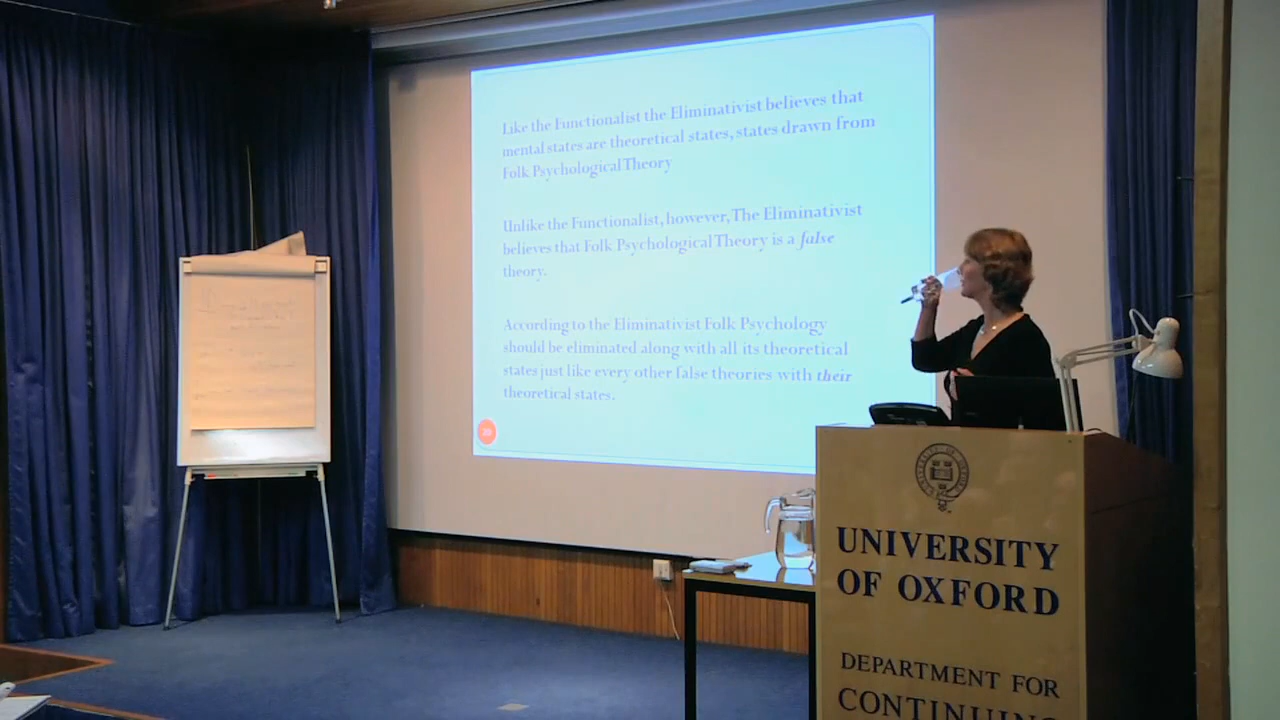 Like the Functionalist the Eliminativist believes that
mental states are theoretical states, states drawn from
Folk Psychological Theory
Unlike the Functionalist, however, The Eliminativist
believes that Folk Psychological Theory is a false
theory.
According to the Eliminativist Folk Psychology
should be eliminated along with all its theoretical
states just like every other false theories with their
theoretical states.
UNIVERSITY
OF OXFORD
DEPARTMENT FOR
CONTINUING